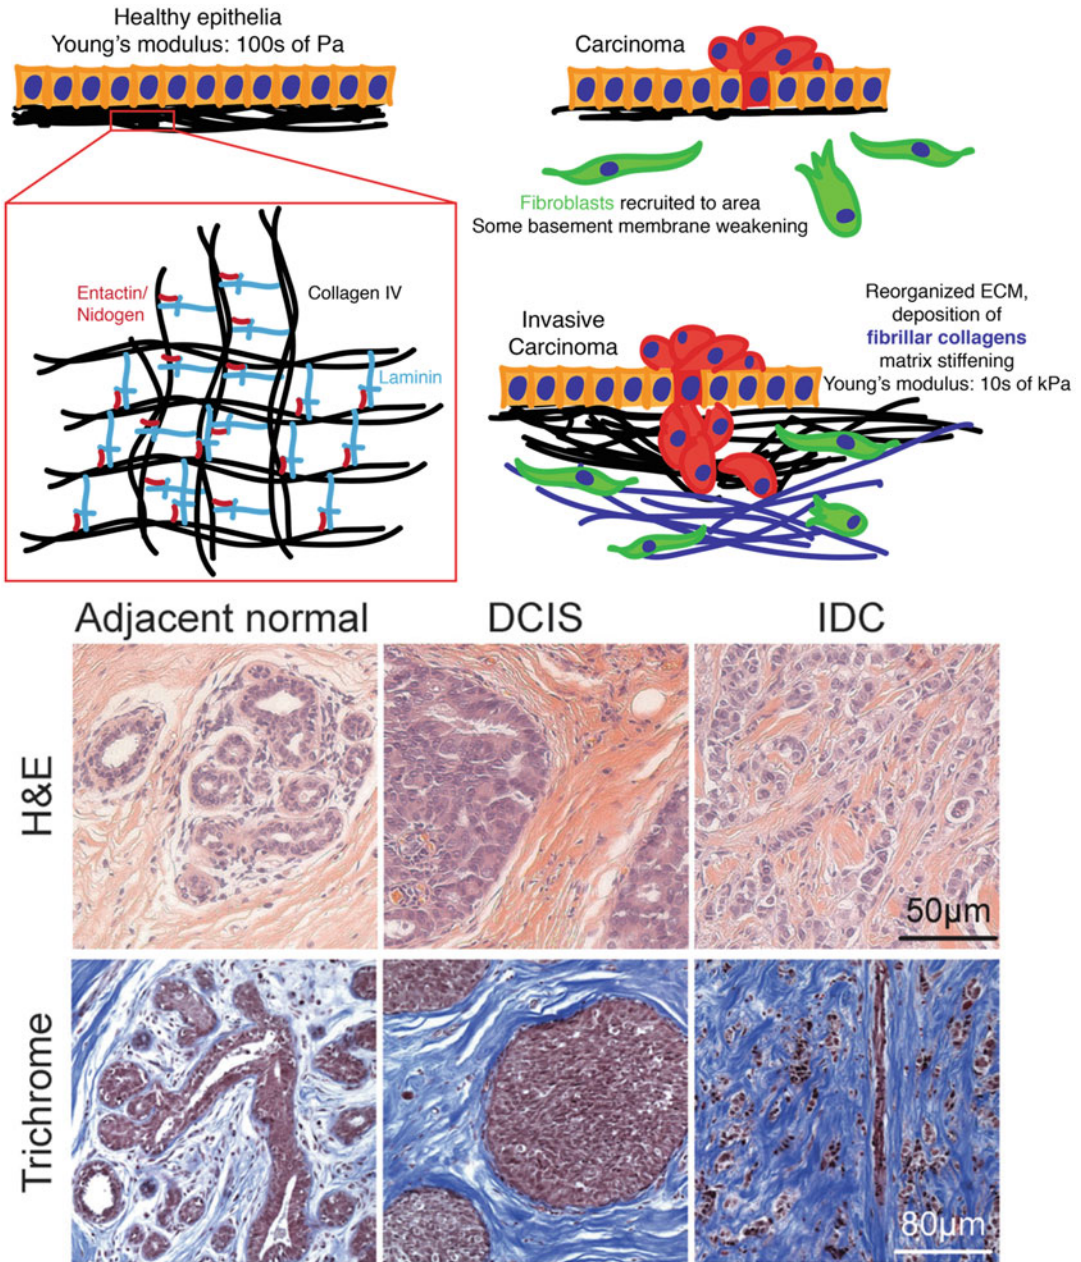 Healthy epithelia
Young's modulus: 100s of Pa
Entactin/
Nidogen
Collagen IV
Laminin
Carcinoma
Fibroblasts recruited to area
Some basement membrane weakening
Invasive
Carcinoma
Reorganized ECM,
deposition of
fibrillar collagens
matrix stiffening
Young's modulus: 10s of kPa
Adjacent normal
DCIS
IDC
H&E
50µm
Trichrome
80µm